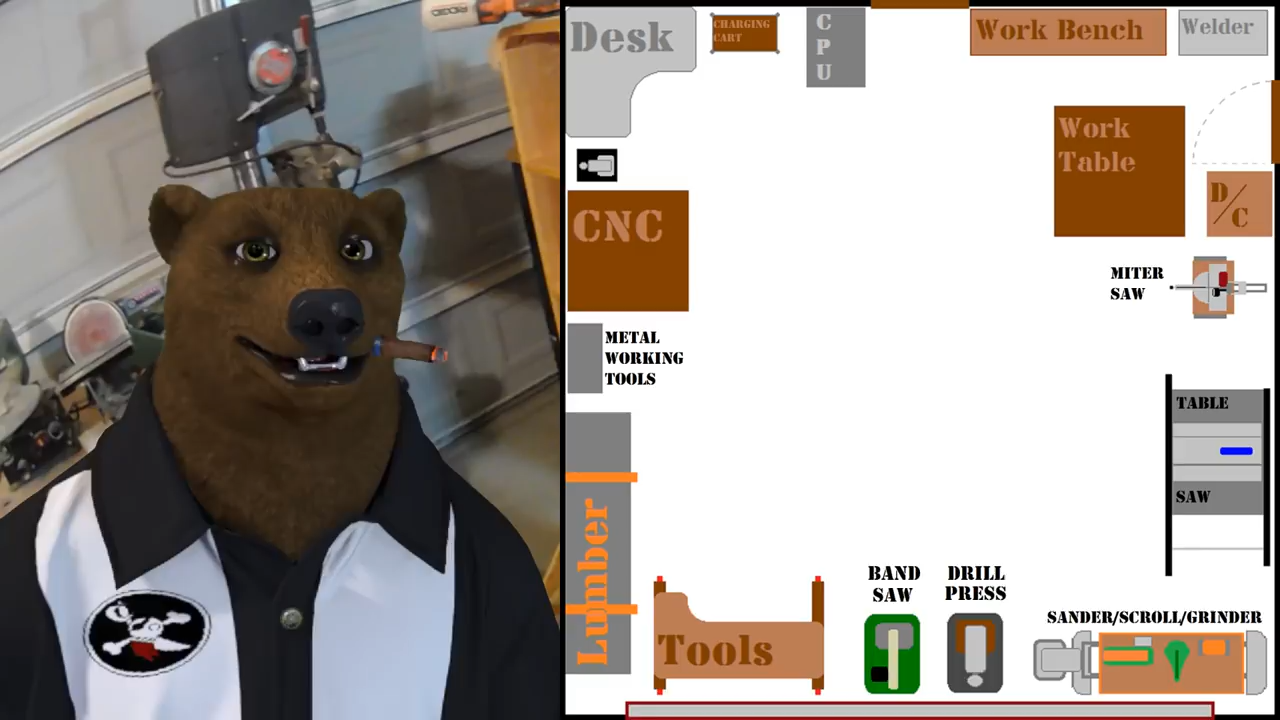 Desk
CHARGING
CART
C
P
U
Work Bench
Welder
Work
Table
D/C
CNC
MITER
SAW
METAL
WORKING
TOOLS
TABLE
SAW
Lumber
BAND
SAW
DRILL
PRESS
SANDER/SCROLL/GRINDER
Tools
RIDGID